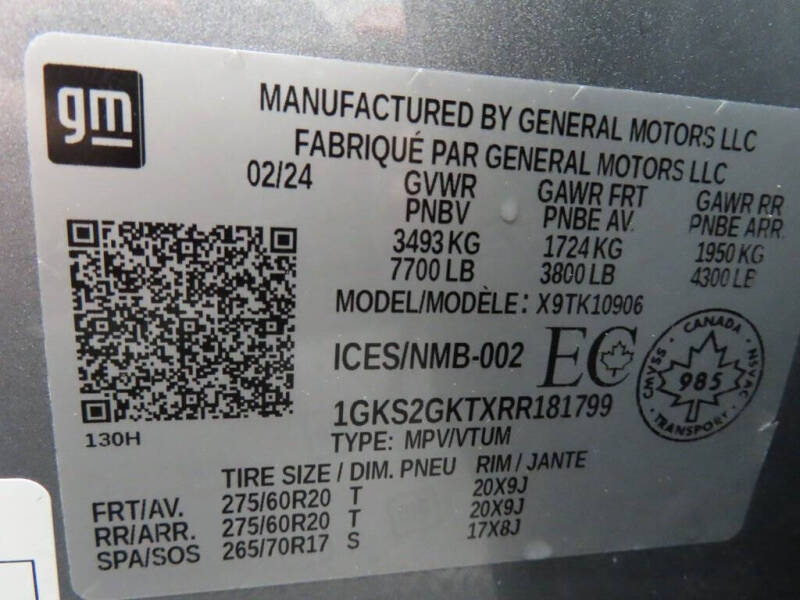 gm
MANUFACTURED BY GENERAL MOTORS LLC
FABRIQUÉ PAR GENERAL MOTORS LLC
02/24
GVWR GAWR FRT GAWR RR
PNBV PNBE AV. PNBE ARR.
3493 KG 1724 KG 1950 KG
7700 LB 3800 LB 4300 LB
MODEL/MODÈLE: X9TK10906
ICES/NMB-002 EC
CANADA
CMVSS 985 NSVAC
TRANSPORT
1GKS2GKTXRR181799
130H
TYPE: MPV/VTUM
TIRE SIZE / DIM. PNEU RIM / JANTE
FRT/AV. 275/60R20 T 20X9J
RR/ARR. 275/60R20 T 20X9J
SPA/SOS 265/70R17 S 17X8J